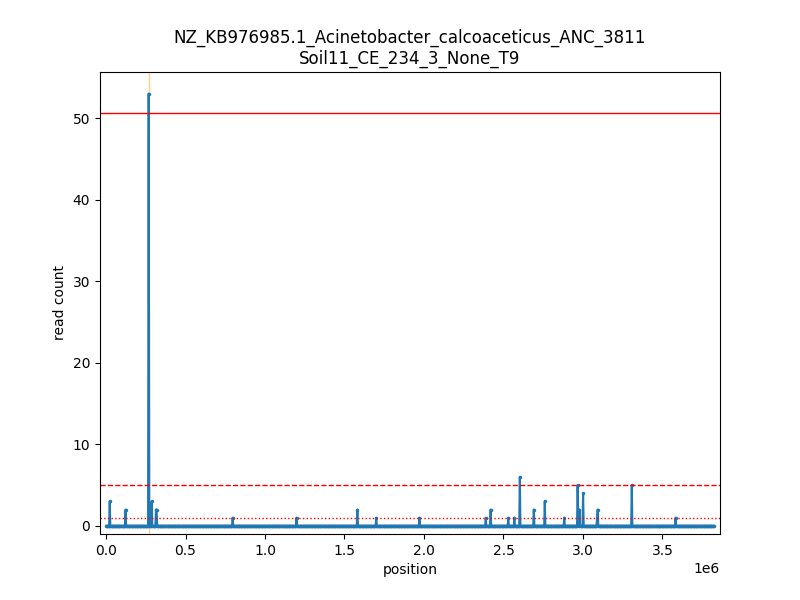 NZ_KB976985.1_Acinetobacter_calcoaceticus_ANC_3811
Soil11_CE_234_3_None_T9
50
40
30
20
10
0
read count
0.0 0.5 1.0 1.5 2.0 2.5 3.0 3.5
1e6
position